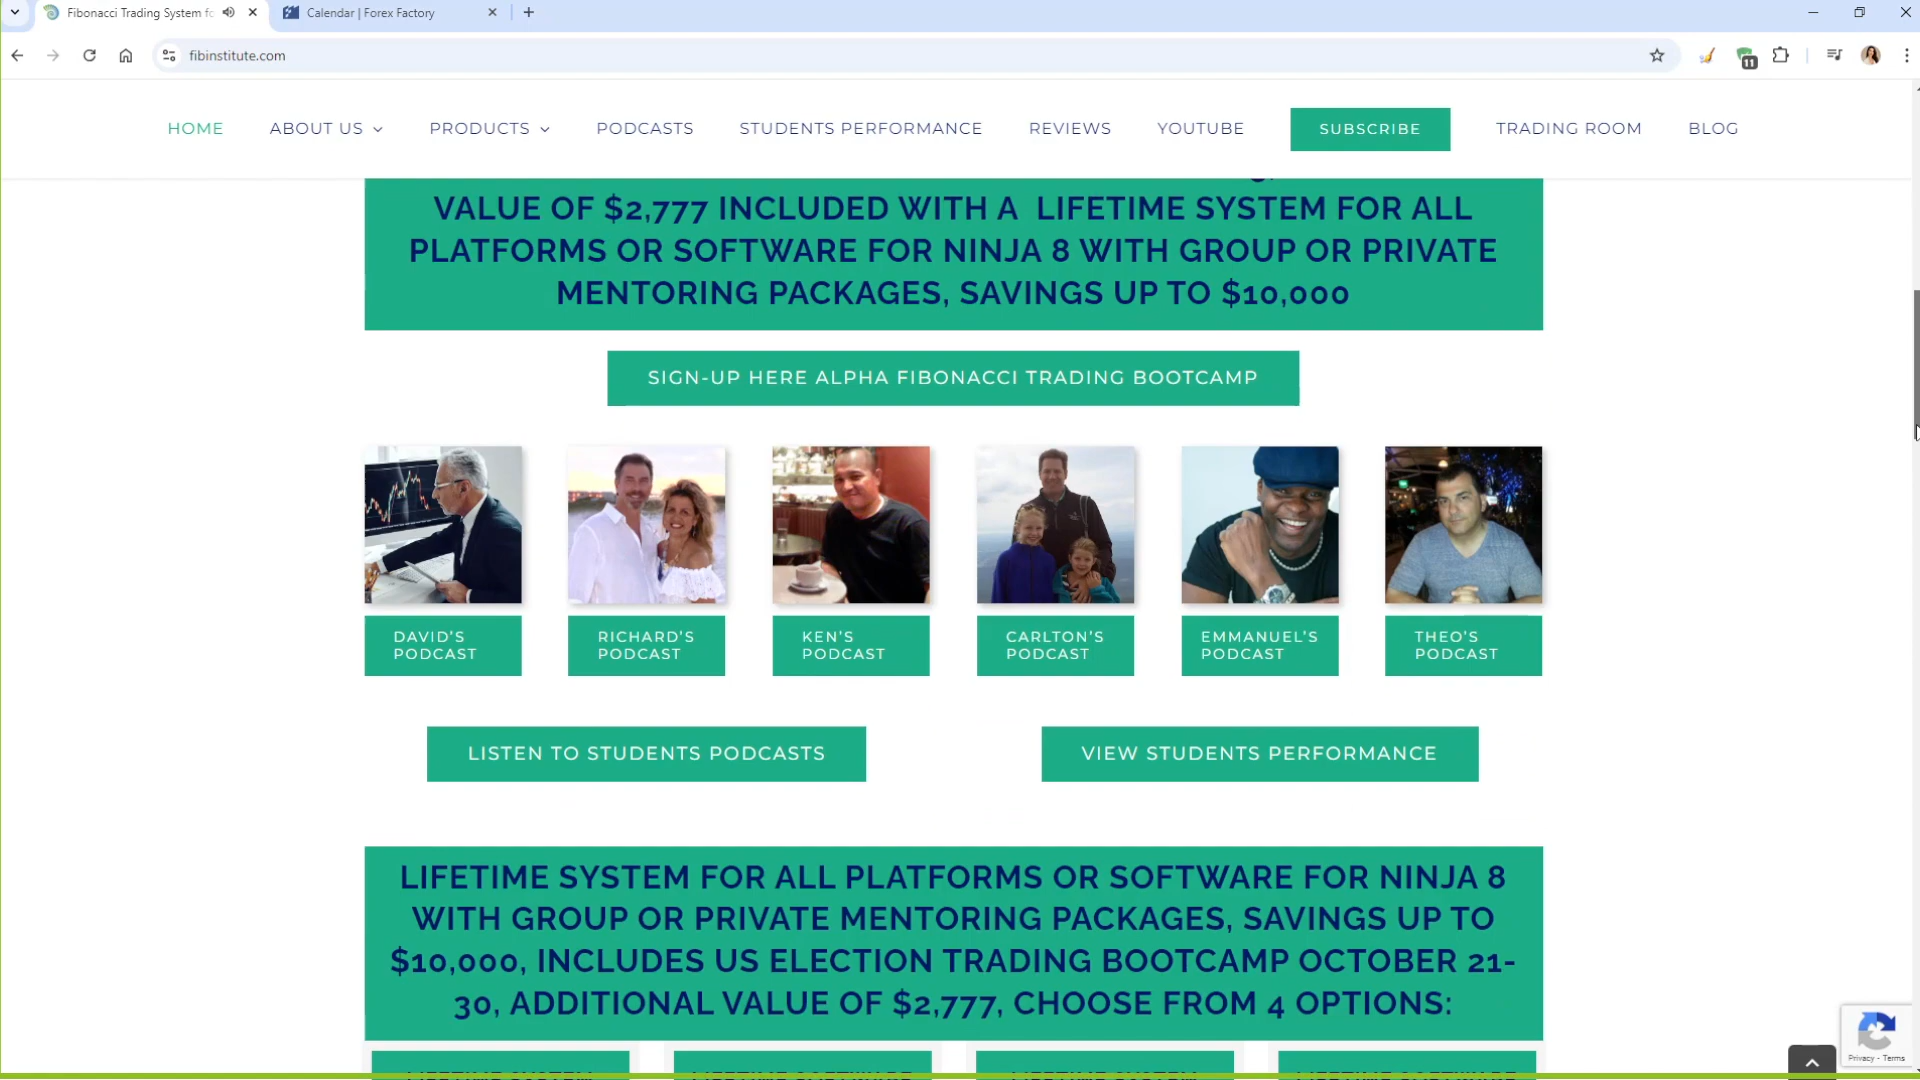 Fibonacci Trading System fo
Calendar | Forex Factory
fibinstitute.com
11
HOME
ABOUT US
PRODUCTS
PODCASTS
STUDENTS PERFORMANCE
REVIEWS
YOUTUBE
SUBSCRIBE
TRADING ROOM
BLOG
VALUE OF $2,777 INCLUDED WITH A LIFETIME SYSTEM FOR ALL
PLATFORMS OR SOFTWARE FOR NINJA 8 WITH GROUP OR PRIVATE
MENTORING PACKAGES, SAVINGS UP TO $10,000
SIGN-UP HERE ALPHA FIBONACCI TRADING BOOTCAMP
DAVID'S
PODCAST
RICHARD'S
PODCAST
KEN'S
PODCAST
CARLTON'S
PODCAST
EMMANUEL'S
PODCAST
THEO'S
PODCAST
LISTEN TO STUDENTS PODCASTS
VIEW STUDENTS PERFORMANCE
LIFETIME SYSTEM FOR ALL PLATFORMS OR SOFTWARE FOR NINJA 8
WITH GROUP OR PRIVATE MENTORING PACKAGES, SAVINGS UP TO
$10,000, INCLUDES US ELECTION TRADING BOOTCAMP OCTOBER 21-
30, ADDITIONAL VALUE OF $2,777, CHOOSE FROM 4 OPTIONS:
Privacy - Terms